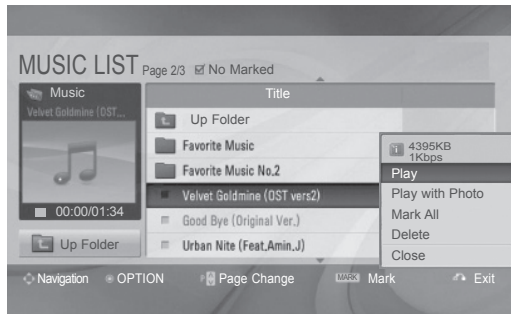 MUSIC LIST Page 2/3 No Marked
Music
Velvet Goldmine (OST...
00:00/01:34
Up Folder
Title
Up Folder
Favorite Music
Favorite Music No.2
Velvet Goldmine (OST vers2)
Good Bye (Original Ver.)
Urban Nite (Feat.Amin.J)
4395KB
1Kbps
Play
Play with Photo
Mark All
Delete
Close
Navigation OPTION P Page Change MARK Mark Exit